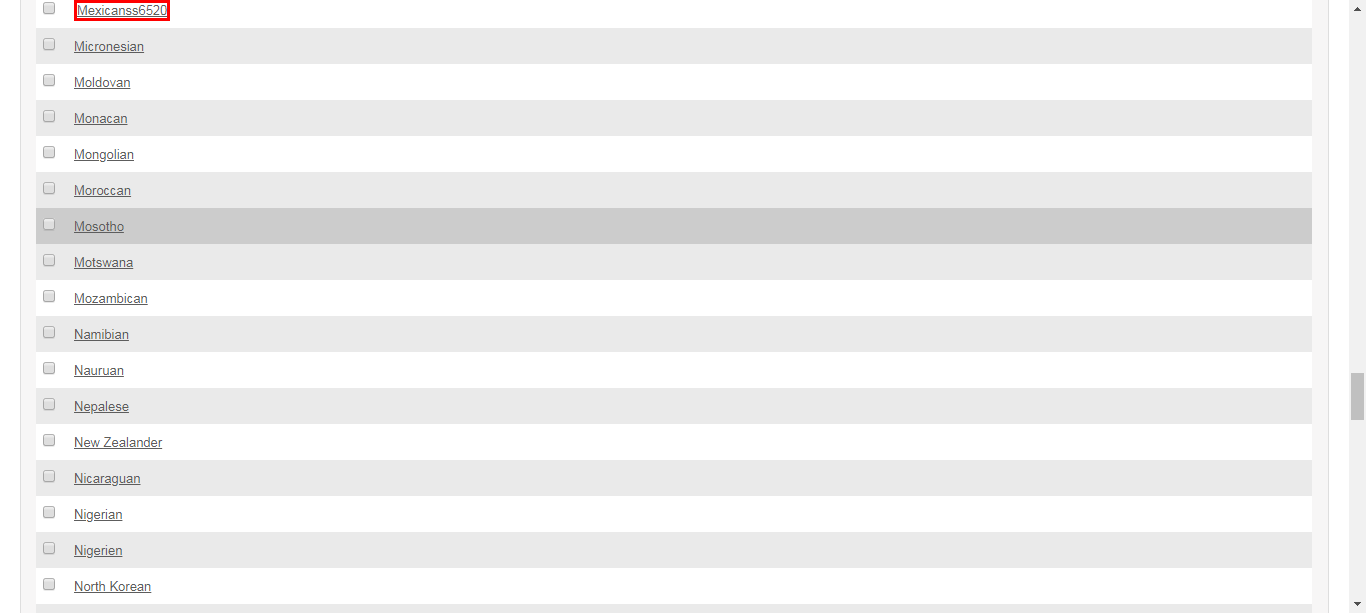 Mexicanss6520
Micronesian
Moldovan
Monacan
Mongolian
Moroccan
Mosotho
Motswana
Mozambican
Namibian
Nauruan
Nepalese
New Zealander
Nicaraguan
Nigerian
Nigerien
North Korean